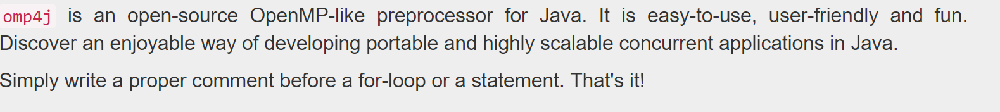 omp4j is an open-source OpenMP-like preprocessor for Java. It is easy-to-use, user-friendly and fun.
Discover an enjoyable way of developing portable and highly scalable concurrent applications in Java.
Simply write a proper comment before a for-loop or a statement. That's it!